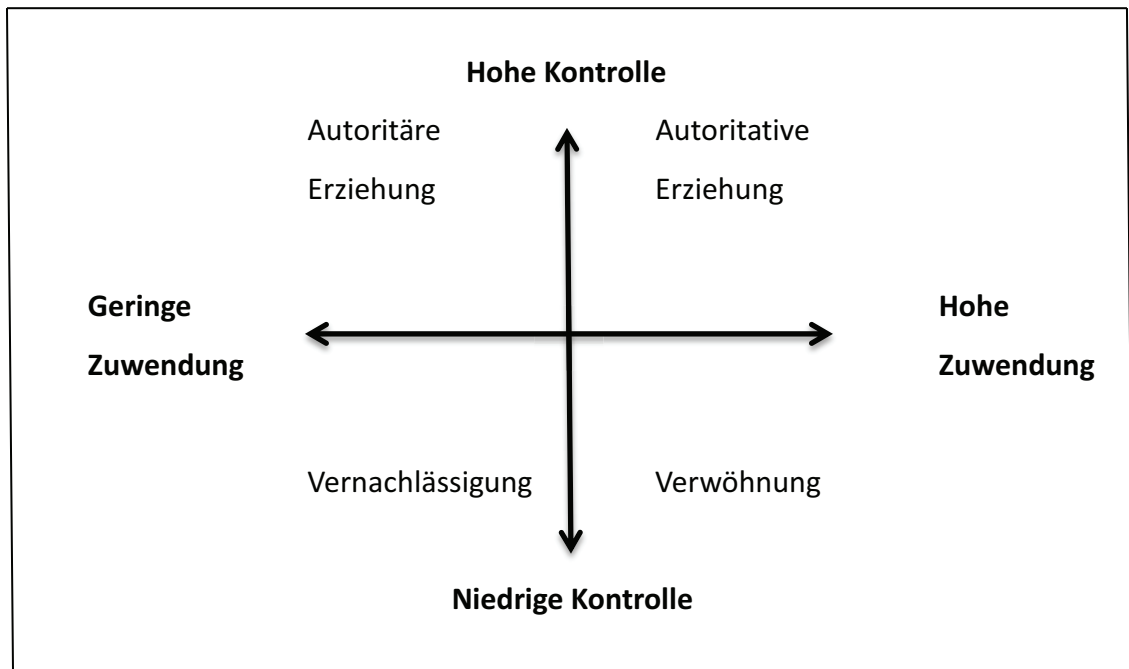 Hohe Kontrolle
Autoritäre
Erziehung
Autoritative
Erziehung
Geringe
Zuwendung
Hohe
Zuwendung
Vernachlässigung
Verwöhnung
Niedrige Kontrolle